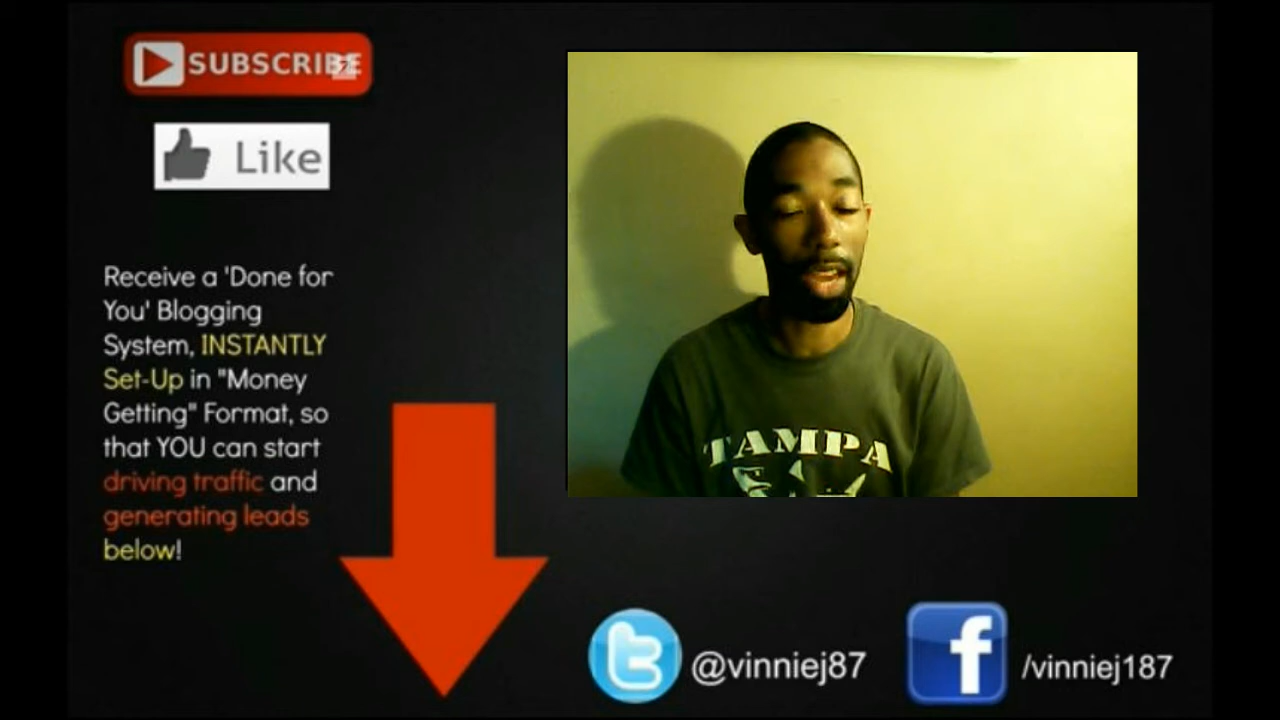 SUBSCRIBE
Like
Receive a 'Done for
You' Blogging
System, INSTANTLY
Set-Up in "Money
Getting" Format, so
that YOU can start
driving traffic and
generating leads
below!
TAMPA
@vinniej87
/vinniej187